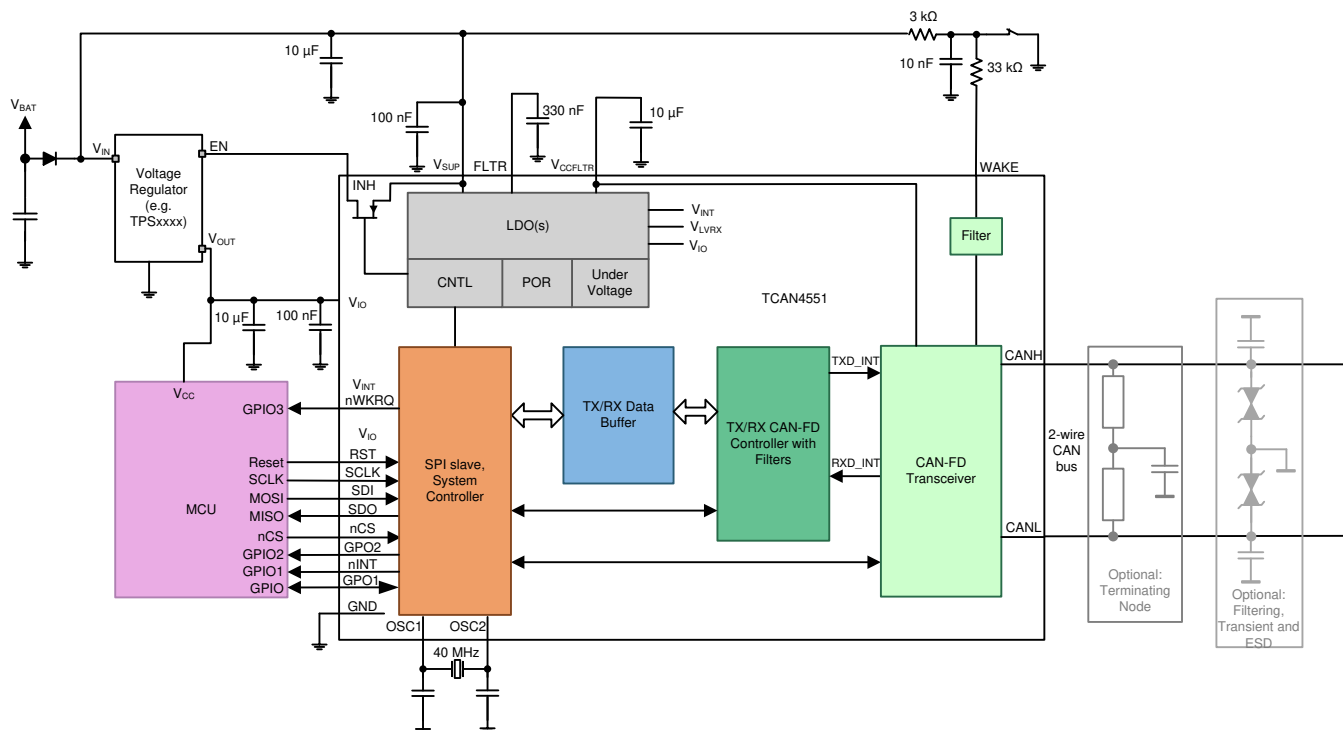 3 kΩ
10 µF
10 nF
33 kΩ
VBAT
100 nF
330 nF
10 µF
VIN
EN
VSUP
FLTR
VCCFLTR
WAKE
Voltage
Regulator
(e.g.
TPSxxxx)
INH
LDO(s)
VINT
VLVRX
VIO
Filter
VOUT
CNTL
POR
Under
Voltage
TCAN4551
VIO
10 µF
100 nF
VCC
GPIO3
Reset
SCLK
MOSI
MISO
nCS
GPIO2
GPIO1
GPIO
MCU
VINT
nWKRQ
VIO
RST
SCLK
SDI
SDO
nCS
GPO2
nINT
GPO1
GND
SPI slave,
System
Controller
TX/RX Data
Buffer
TX/RX CAN-FD
Controller with
Filters
TXD_INT
RXD_INT
CAN-FD
Transceiver
CANH
2-wire
CAN
bus
CANL
Optional:
Terminating
Node
Optional:
Filtering,
Transient and
ESD
OSC1
OSC2
40 MHz